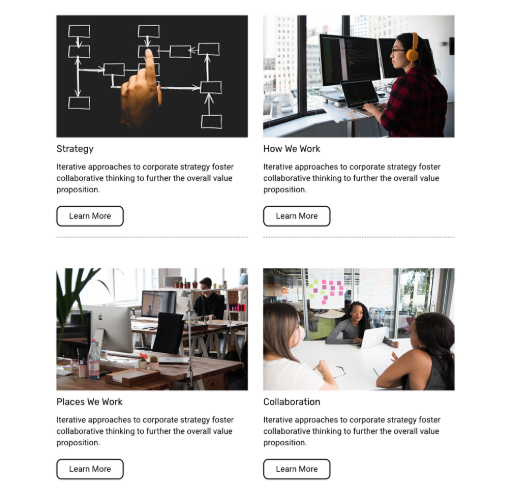 Strategy
Iterative approaches to corporate strategy foster
collaborative thinking to further the overall value
proposition.
Learn More
How We Work
Iterative approaches to corporate strategy foster
collaborative thinking to further the overall value
proposition.
Learn More
Places We Work
Iterative approaches to corporate strategy foster
collaborative thinking to further the overall value
proposition.
Learn More
Collaboration
Iterative approaches to corporate strategy foster
collaborative thinking to further the overall value
proposition.
Learn More